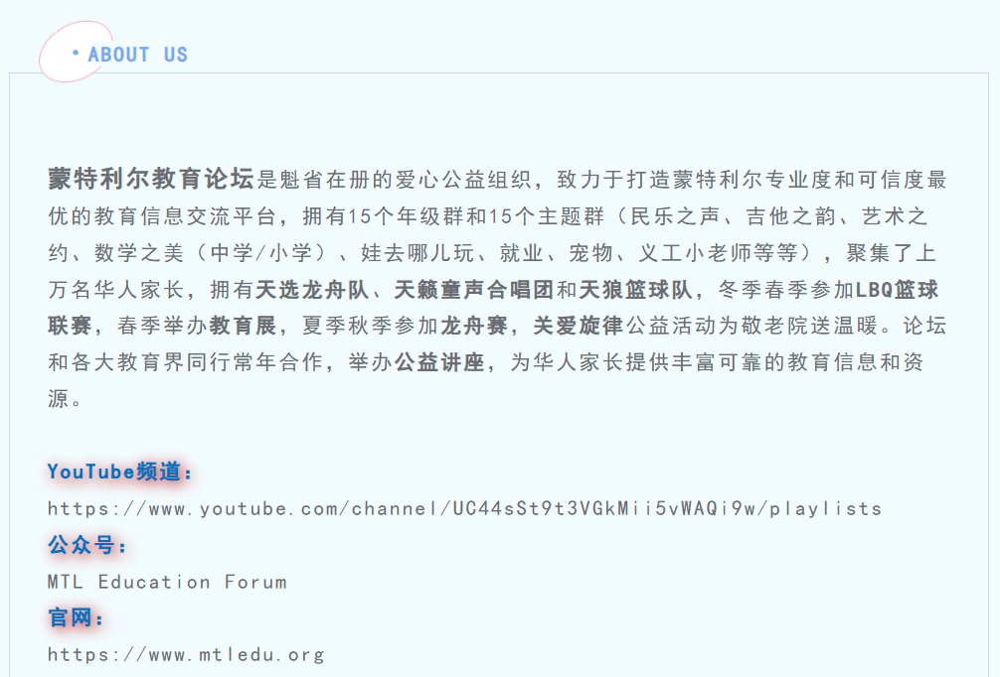 • ABOUT US
蒙特利尔教育论坛是魁省在册的爱心公益组织，致力于打造蒙特利尔专业度和可信度最
优的教育信息交流平台，拥有15个年级群和15个主题群（民乐之声、吉他之韵、艺术之
约、数学之美（中学/小学）、娃去哪儿玩、就业、宠物、义工小老师等等），聚集了上
万名华人家长，拥有天选龙舟队、天籁童声合唱团和天狼篮球队，冬季春季参加LBQ篮球
联赛，春季举办教育展，夏季秋季参加龙舟赛，关爱旋律公益活动为敬老院送温暖。论坛
和各大教育界同行常年合作，举办公益讲座，为华人家长提供丰富可靠的教育信息和资
源。
YouTube频道：
https://www.youtube.com/channel/UC44sSt9t3VGkMii5vWAQi9w/playlists
公众号：
MTL Education Forum
官网：
https://www.mtledu.org